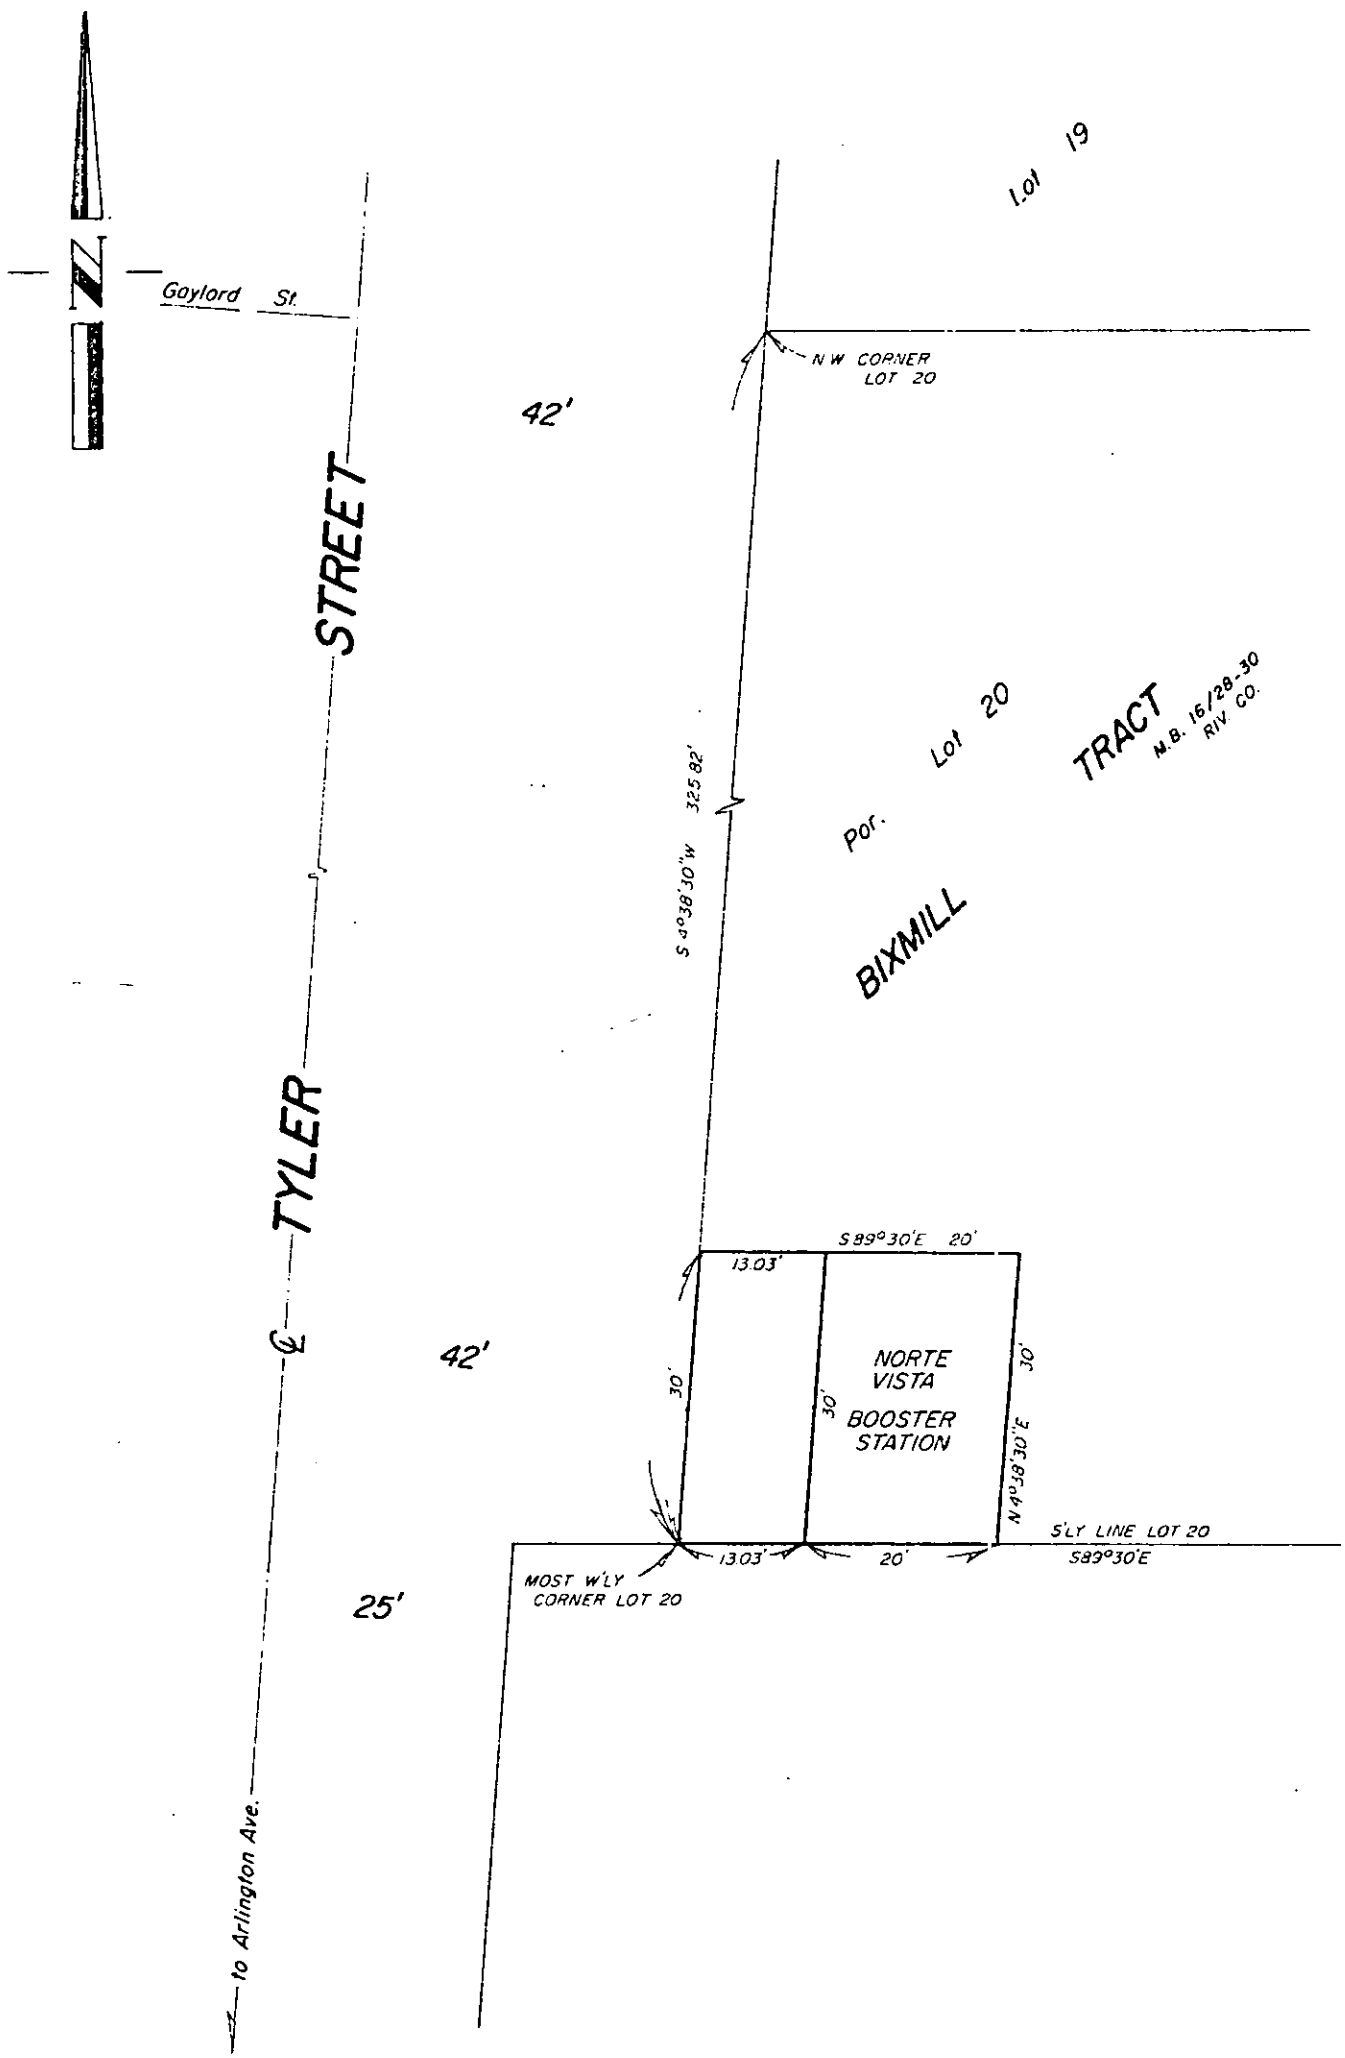 Lot 19
N
Gaylord St.
N W CORNER
LOT 20
42'
STREET
Lot 20
TRACT
M.B. 16/28-30
RIV. CO.
S 4°38'30"W 325.82'
Por.
BIXMILL
TYLER
S 89°30'E 20'
13.03'
42'
30'
30'
NORTE
VISTA
BOOSTER
STATION
30'
N 4°38'30"E
S'LY LINE LOT 20
S89°30'E
13.03'
20'
MOST W'LY
CORNER LOT 20
25'
to Arlington Ave.